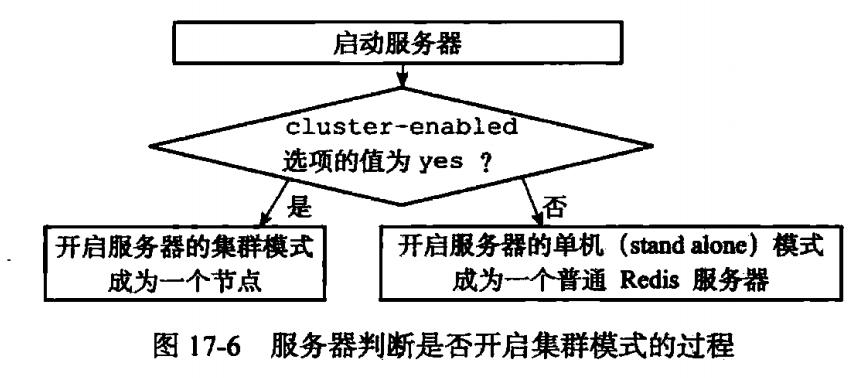 启动服务器
cluster-enabled
选项的值为 yes ？
是
否
开启服务器的集群模式
成为一个节点
开启服务器的单机（stand alone）模式
成为一个普通 Redis 服务器
图 17-6 服务器判断是否开启集群模式的过程